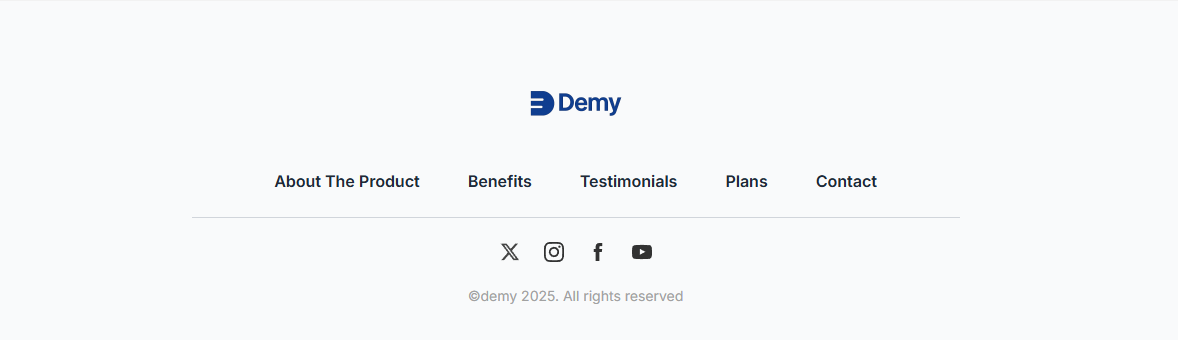 Demy
About The Product Benefits Testimonials Plans Contact
©demy 2025. All rights reserved